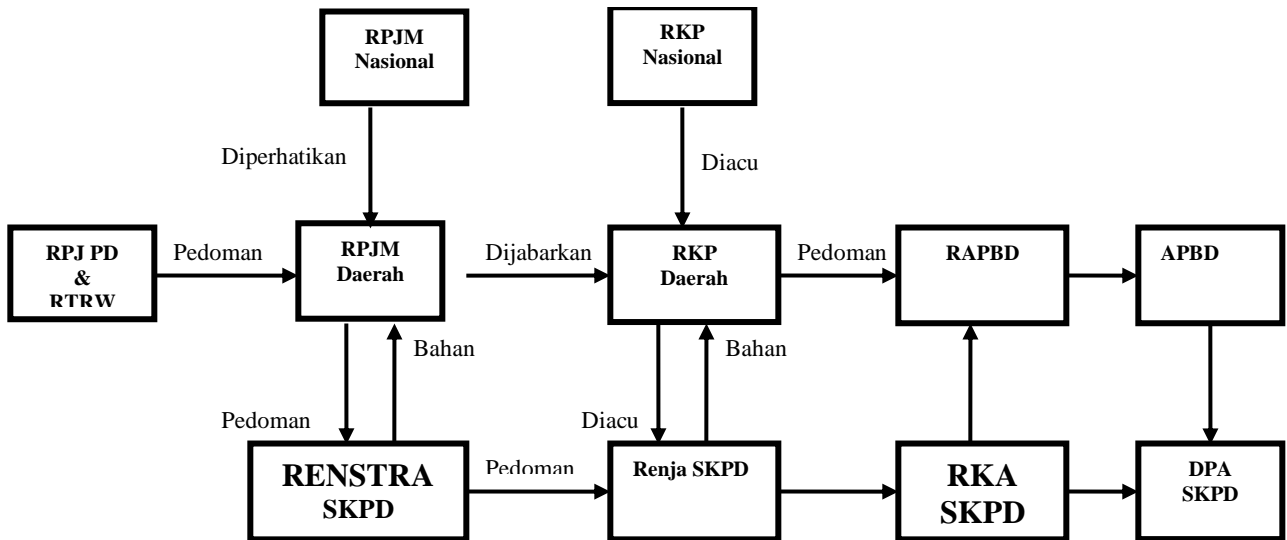 RPJM
Nasional
RKP
Nasional
Diperhatikan
Diacu
RPJ PD
&
RTRW
Pedoman
RPJM
Daerah
Dijabarkan
RKP
Daerah
Pedoman
RAPBD
APBD
Bahan
Bahan
Pedoman
Diacu
RENSTRA
SKPD
Pedoman
Renja SKPD
RKA
SKPD
DPA
SKPD